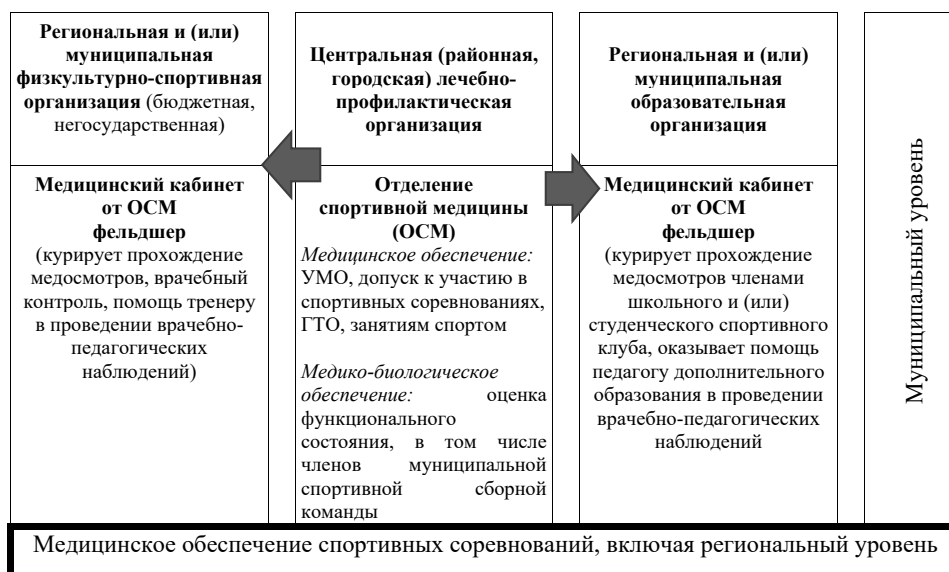 Региональная и (или)
муниципальная
физкультурно-спортивная
организация (бюджетная,
негосударственная)
Медицинский кабинет
от ОСМ
фельдшер
(курирует прохождение
медосмотров, врачебный
контроль, помощь тренеру
в проведении врачебно-
педагогических
наблюдений)
Центральная (районная,
городская) лечебно-
профилактическая
организация
Отделение
спортивной медицины
(ОСМ)
Медицинское обеспечение:
УМО, допуск к участию в
спортивных соревнованиях,
ГТО, занятиям спортом
Медико-биологическое
обеспечение: оценка
функционального
состояния, в том числе
членов муниципальной
спортивной сборной
команды
Региональная и (или)
муниципальная
образовательная
организация
Медицинский кабинет
от ОСМ
фельдшер
(курирует прохождение
медосмотров членами
школьного и (или)
студенческого спортивного
клуба, оказывает помощь
педагогу дополнительного
образования в проведении
врачебно-педагогических
наблюдений
Муниципальный уровень
Медицинское обеспечение спортивных соревнований, включая региональный уровень